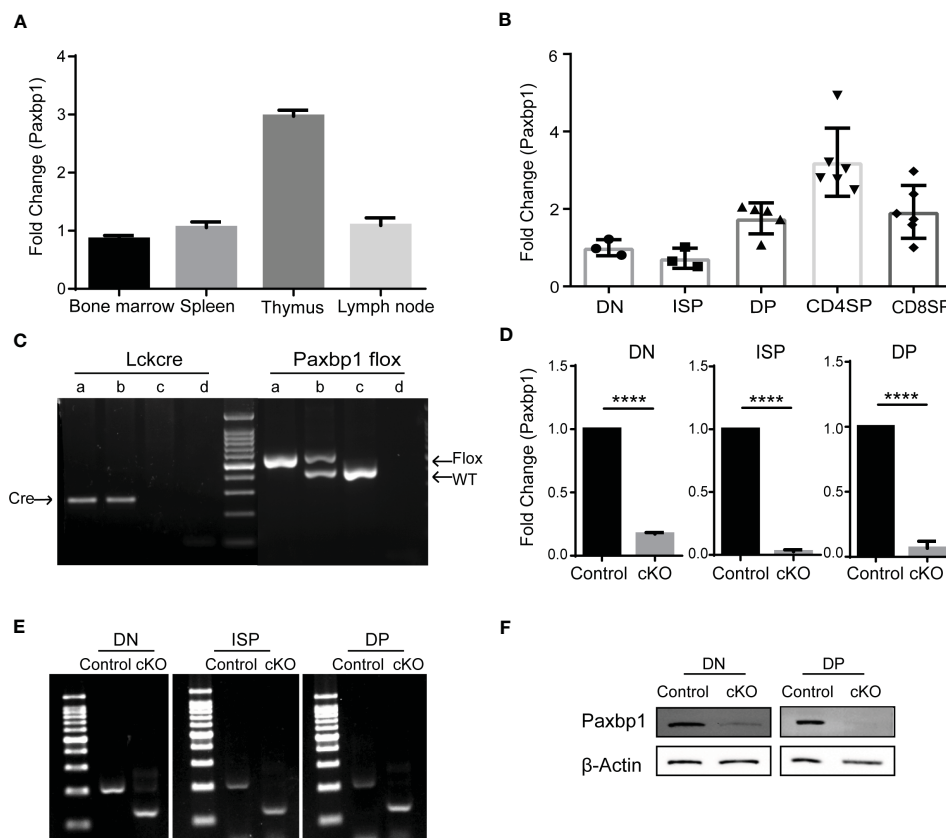 A
Fold Change (Paxbp1)
4
3
2
1
0
Bone marrow Spleen Thymus Lymph node
B
Fold Change (Paxbp1)
6
4
2
0
DN ISP DP CD4SP CD8SP
C
Lckcre Paxbp1 flox
a b c d a b c d
Cre→
←Flox
←WT
D
Fold Change (Paxbp1)
DN
1.5
1.0
0.5
0.0
****
Control cKO
ISP
1.5
1.0
0.5
0.0
****
Control cKO
DP
1.5
1.0
0.5
0.0
****
Control cKO
E
DN ISP DP
Control cKO Control cKO Control cKO
F
DN DP
Control cKO Control cKO
Paxbp1
β-Actin